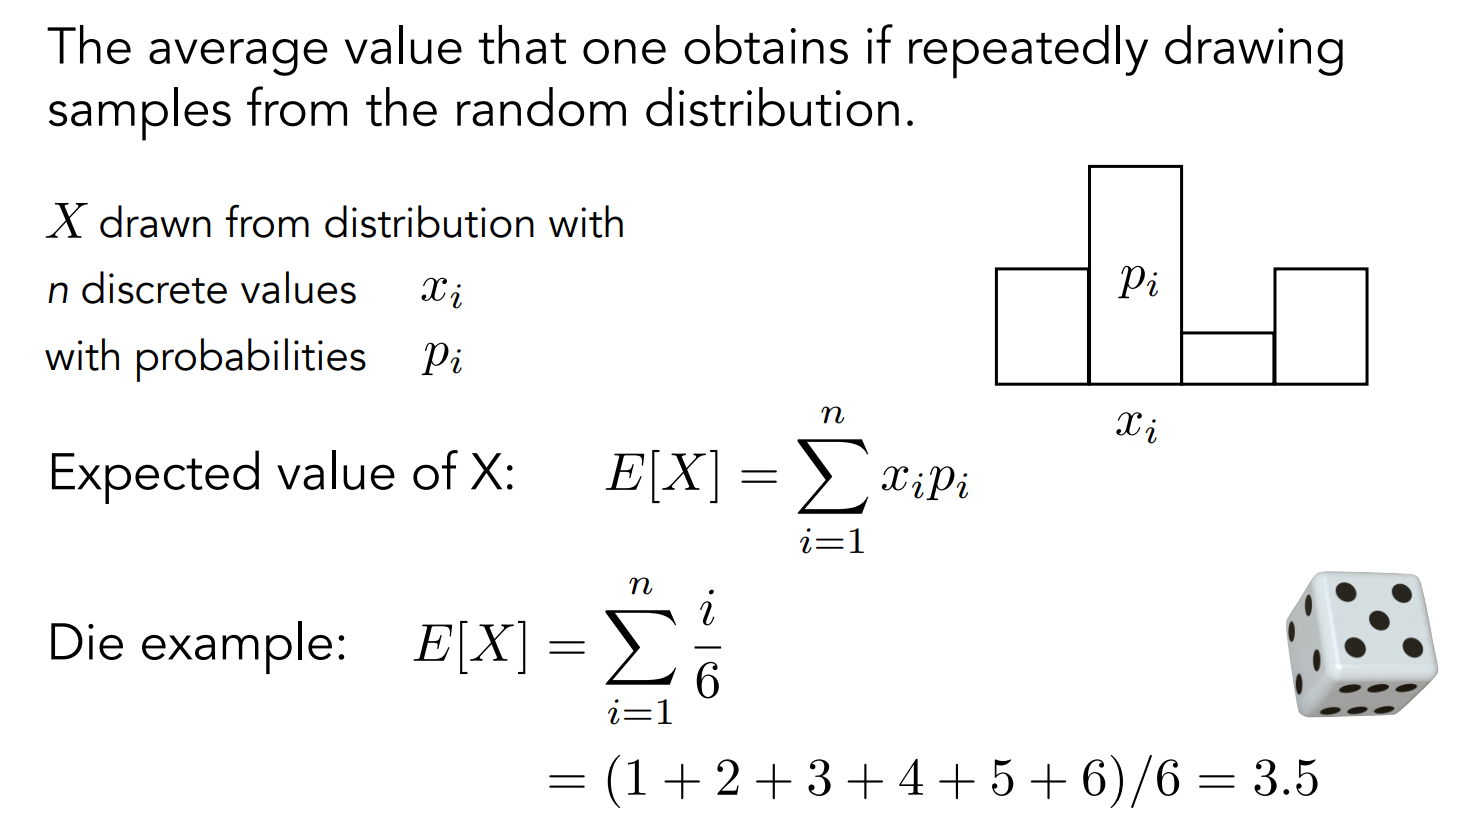 The average value that one obtains if repeatedly drawing
samples from the random distribution.
X drawn from distribution with
n discrete values x_i
with probabilities p_i
p_i
x_i
Expected value of X: E[X] = \sum_{i=1}^{n} x_i p_i
Die example: E[X] = \sum_{i=1}^{n} \frac{i}{6}
= (1 + 2 + 3 + 4 + 5 + 6)/6 = 3.5